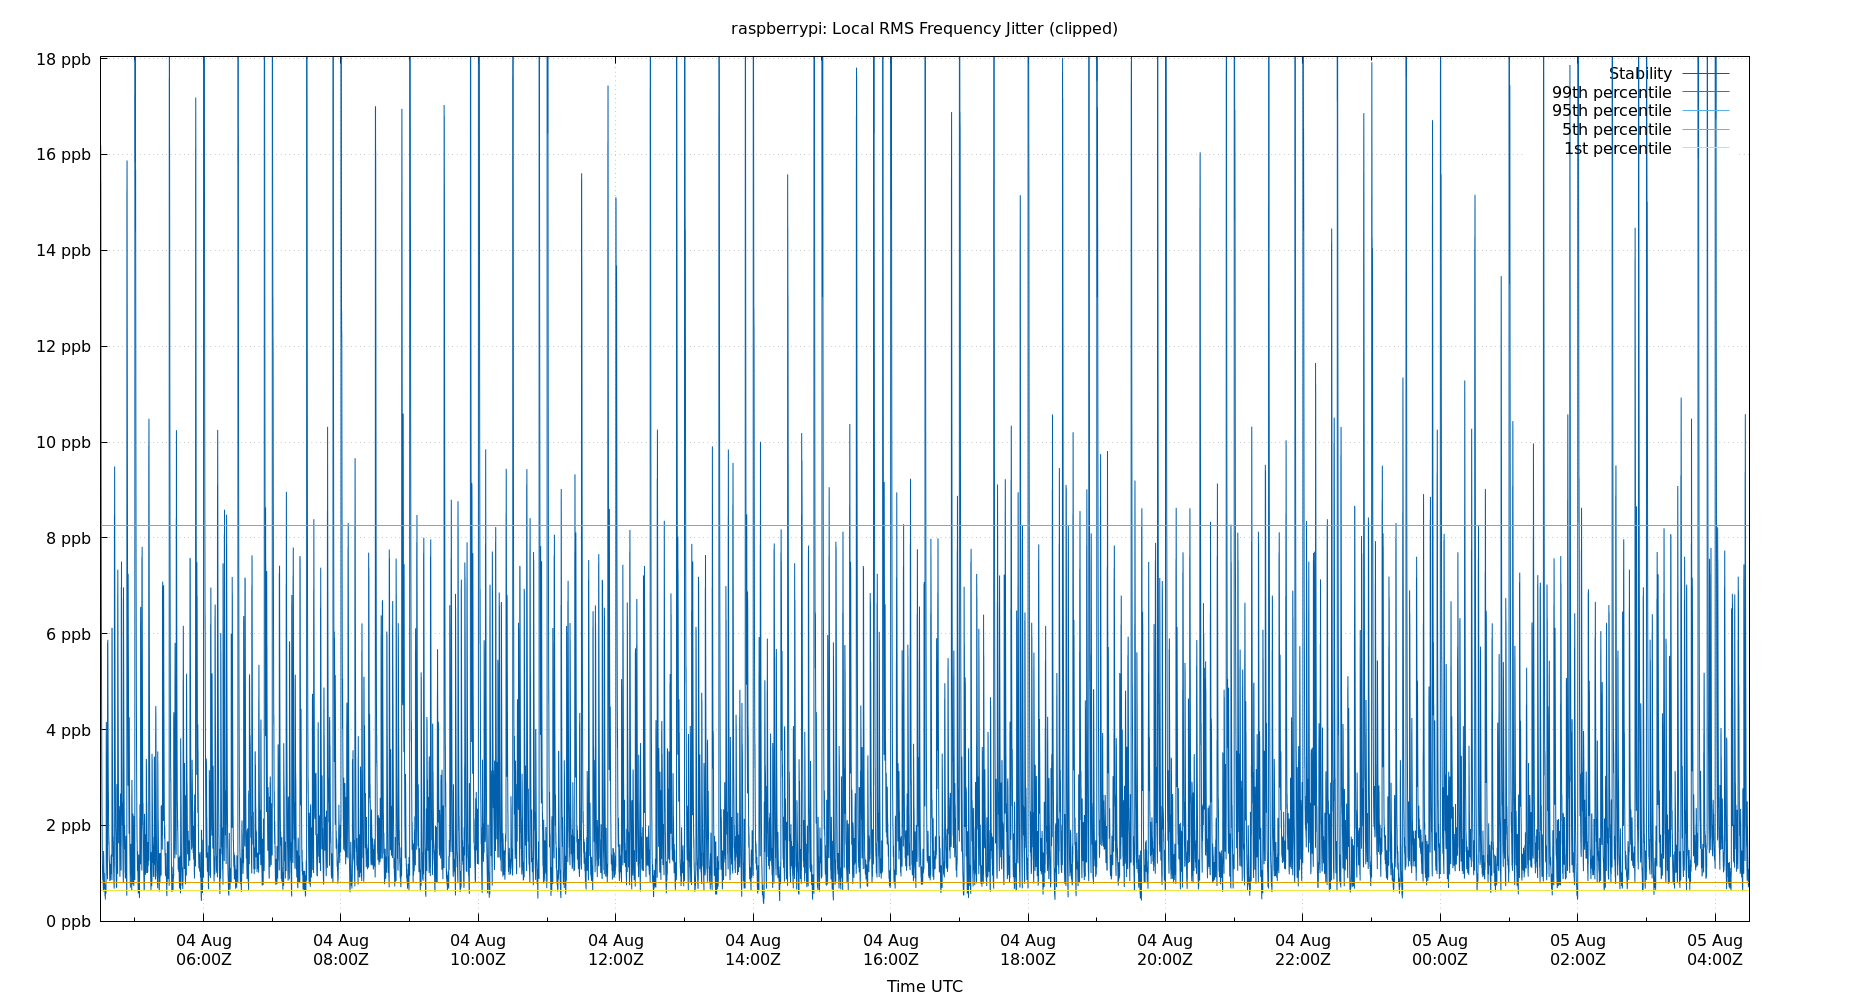 raspberrypi: Local RMS Frequency Jitter (clipped)
18 ppb
16 ppb
14 ppb
12 ppb
10 ppb
8 ppb
6 ppb
4 ppb
2 ppb
0 ppb
Stability
99th percentile
95th percentile
5th percentile
1st percentile
04 Aug 04 Aug 04 Aug 04 Aug 04 Aug 04 Aug 04 Aug 04 Aug 04 Aug 05 Aug 05 Aug 05 Aug
06:00Z 08:00Z 10:00Z 12:00Z 14:00Z 16:00Z 18:00Z 20:00Z 22:00Z 00:00Z 02:00Z 04:00Z
Time UTC